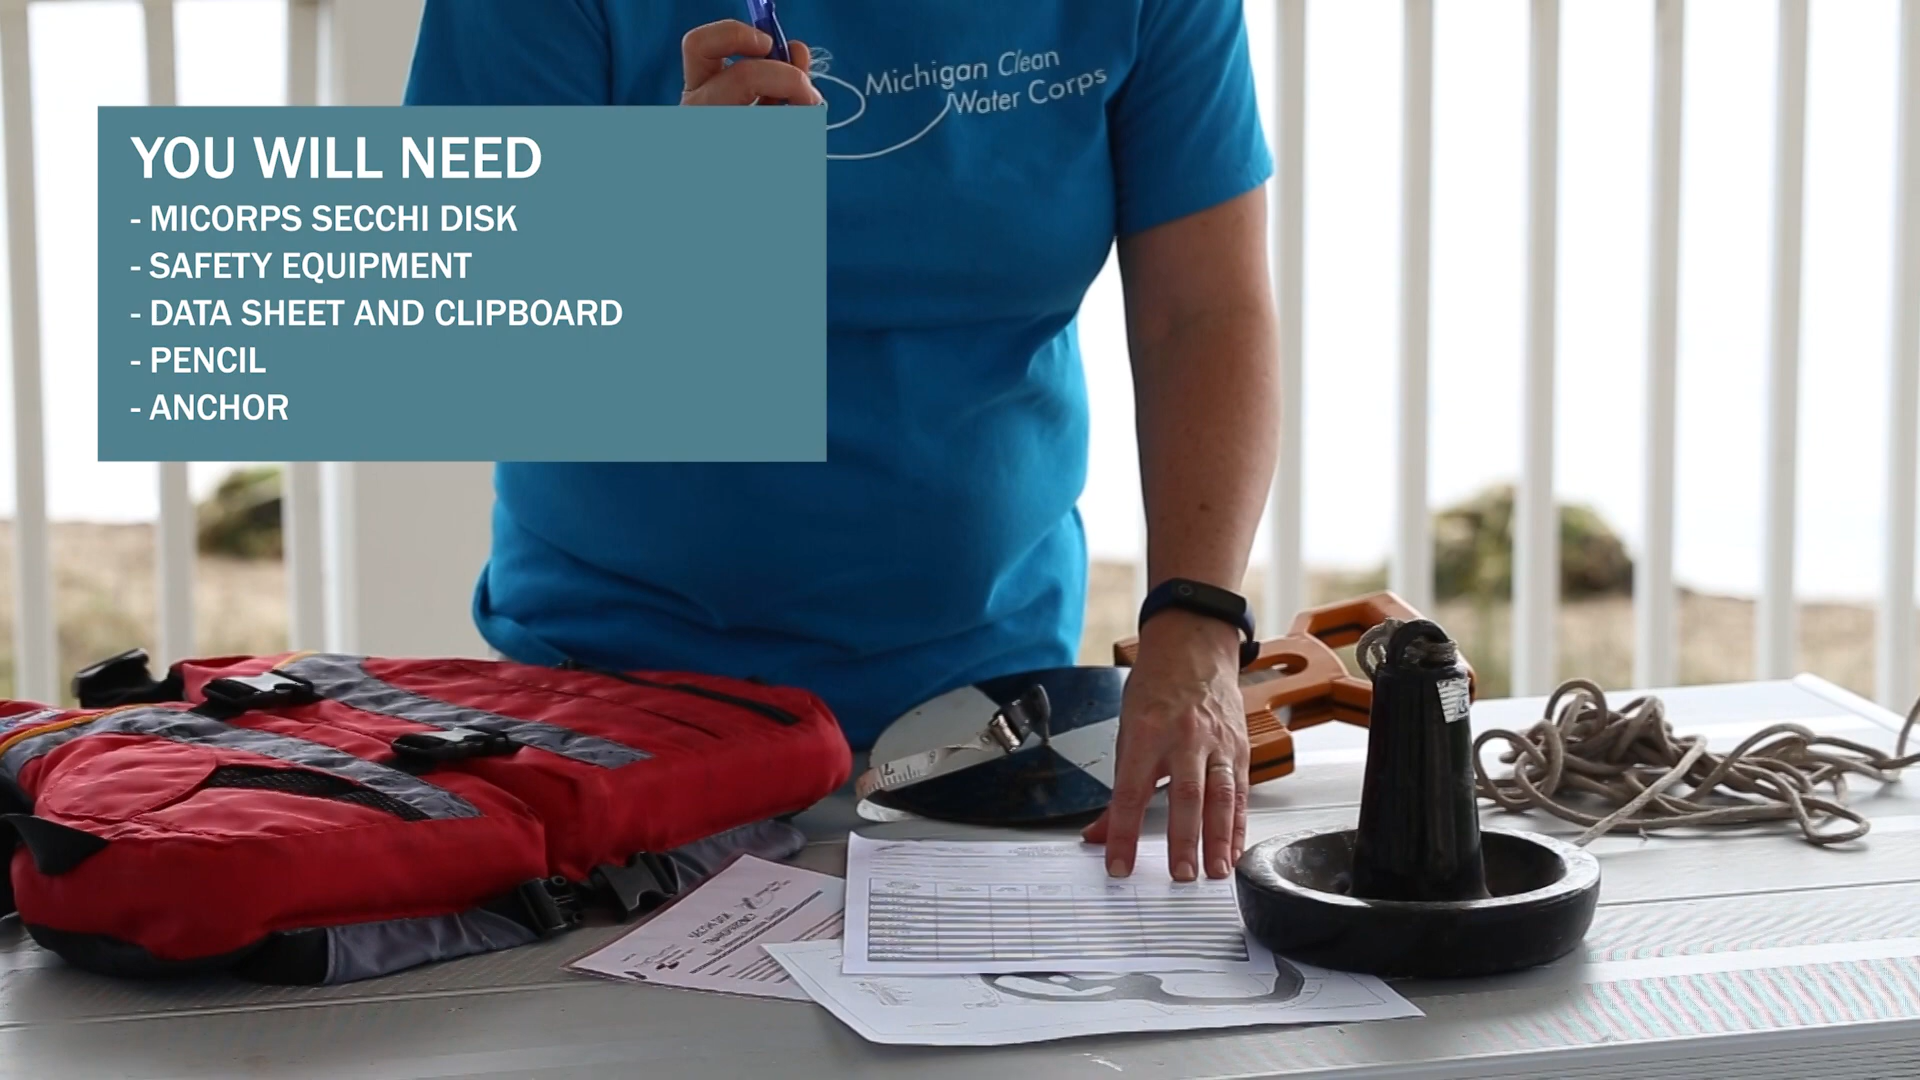 Michigan Clean
Water Corps
YOU WILL NEED
- MICORPS SECCHI DISK
- SAFETY EQUIPMENT
- DATA SHEET AND CLIPBOARD
- PENCIL
- ANCHOR